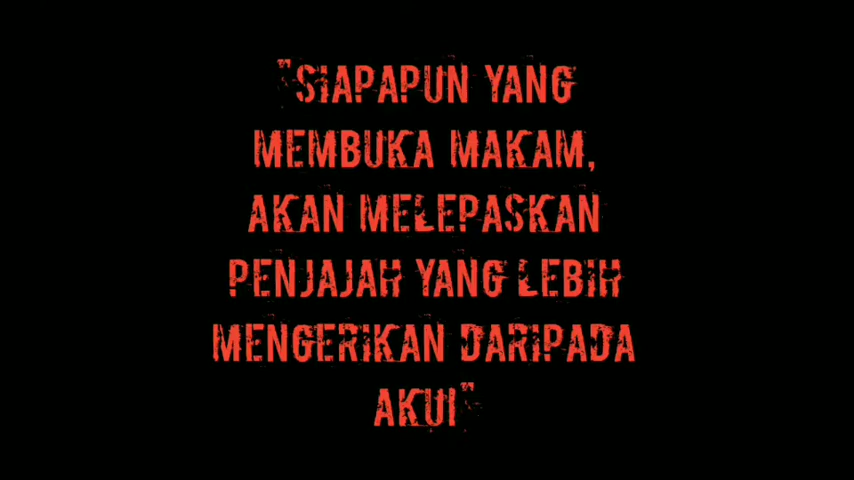 "SIAPAPUN YANG
MEMBUKA MAKAM,
AKAN MELEPASKAN
PENJAJAH YANG LEBIH
MENGERIKAN DARIPADA
AKU!"